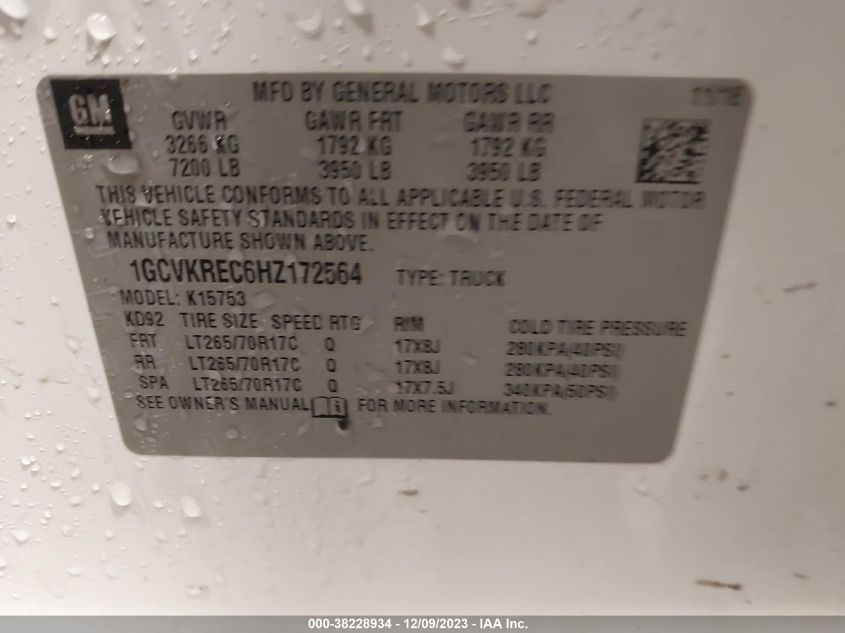 GM
MFD BY GENERAL MOTORS LLC 11/16
GVWR GAWR FRT GAWR RR
3266 KG 1792 KG 1792 KG
7200 LB 3950 LB 3950 LB
THIS VEHICLE CONFORMS TO ALL APPLICABLE U.S. FEDERAL MOTOR
VEHICLE SAFETY STANDARDS IN EFFECT ON THE DATE OF
MANUFACTURE SHOWN ABOVE.
1GCVKREC6HZ172564 TYPE: TRUCK
MODEL: K15753
KD92 TIRE SIZE SPEED RTG RIM COLD TIRE PRESSURE
FRT LT265/70R17C Q 17X8J 280KPA(40PSI)
RR LT265/70R17C Q 17X8J 280KPA(40PSI)
SPA LT265/70R17C Q 17X7.5J 340KPA(50PSI)
SEE OWNER'S MANUAL i FOR MORE INFORMATION.
000-38228934 - 12/09/2023 - IAA Inc.